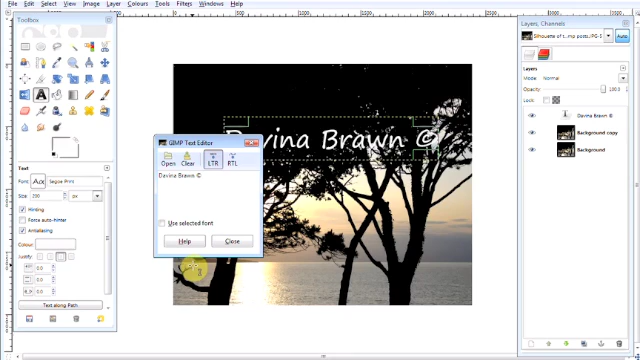 File Edit Select View Image Layer Colours Tools Filters Windows Help
Toolbox
Text
Font: Segoe Print
Size: 200 px
Hinting
Force auto-hinter
Antialiasing
Colour:
Justify:
0.0
0.0
0.0
Text along Path
Davina Brawn ©
GIMP Text Editor
Open Clear LTR RTL
Davina Brawn ©
Use selected font
Help Close
Layers, Channels
Auto
Layers
Mode: Normal
Opacity: 100.0
Lock:
Davina Brawn ©
Background copy
Background